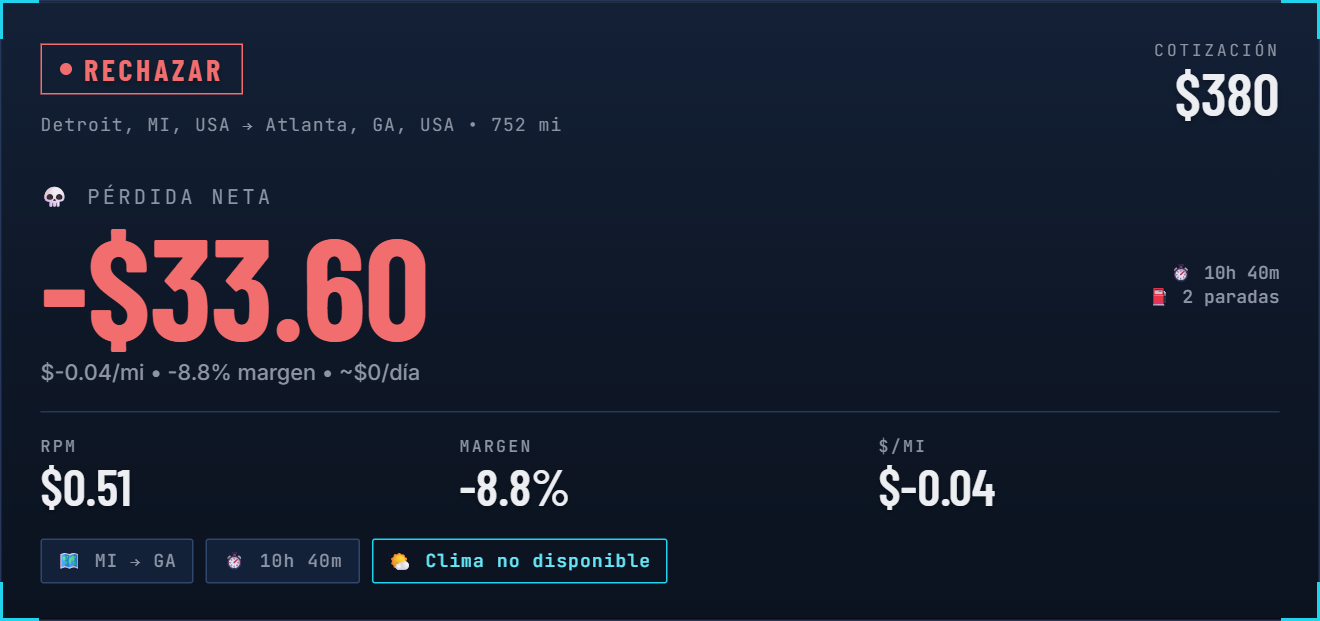 RECHAZAR
COTIZACIÓN
$380
Detroit, MI, USA → Atlanta, GA, USA • 752 mi
PÉRDIDA NETA
-$33.60
10h 40m
2 paradas
$-0.04/mi • -8.8% margen • ~$0/día
RPM
$0.51
MARGEN
-8.8%
$/MI
$-0.04
MI → GA
10h 40m
Clima no disponible